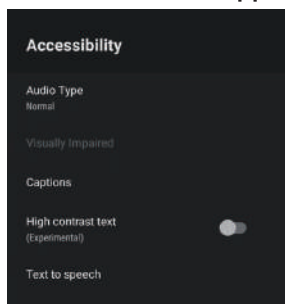 Accessibility
Audio Type
Normal
Visually Impaired
Captions
High contrast text
(Experimental)
Text to speech